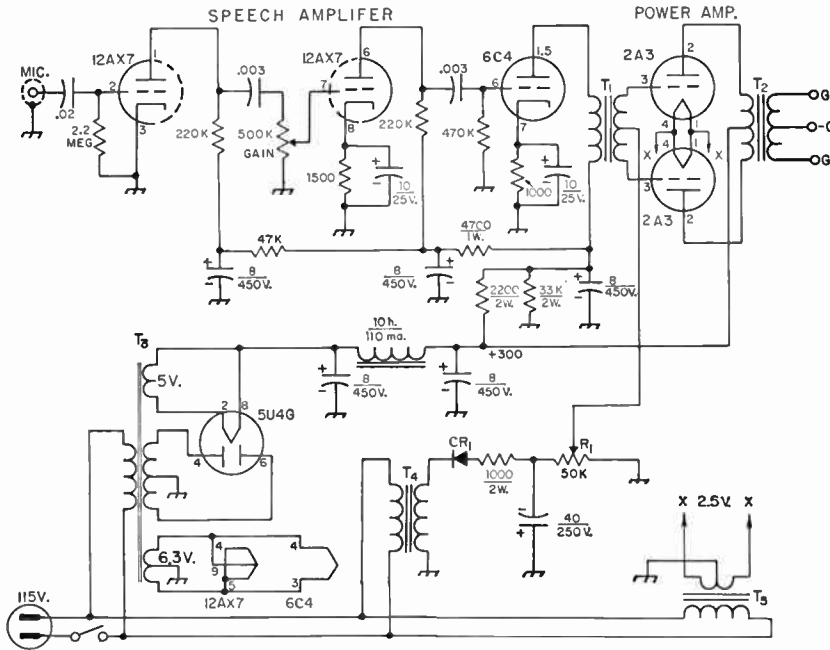 SPEECH AMPLIFER
POWER AMP.
12AX7
12AX7
6C4
2A3
MIC.
1
6
1.5
2
2
7
6
3
3
8
7
4
1
4
1
X
X
3
2
2A3
T1
T2
G
-C
G
.02
2.2
MEG
220K
.003
500K
GAIN
1500
+
-
10
25V.
220K
.003
470K
1000
+
-
10
25V.
47K
4700
1W.
+
-
8
450V.
+
-
8
450V.
2200
2W.
33K
2W.
+
-
8
450V.
10h.
110 ma.
+300
T3
5V.
2
8
5U4G
4
6
+
-
8
450V.
+
-
8
450V.
T4
CR1
1000
2W.
R1
50K
-
+
40
250V.
X
2.5V.
X
T5
6.3V.
4
9
5
12AX7
4
3
6C4
115V.